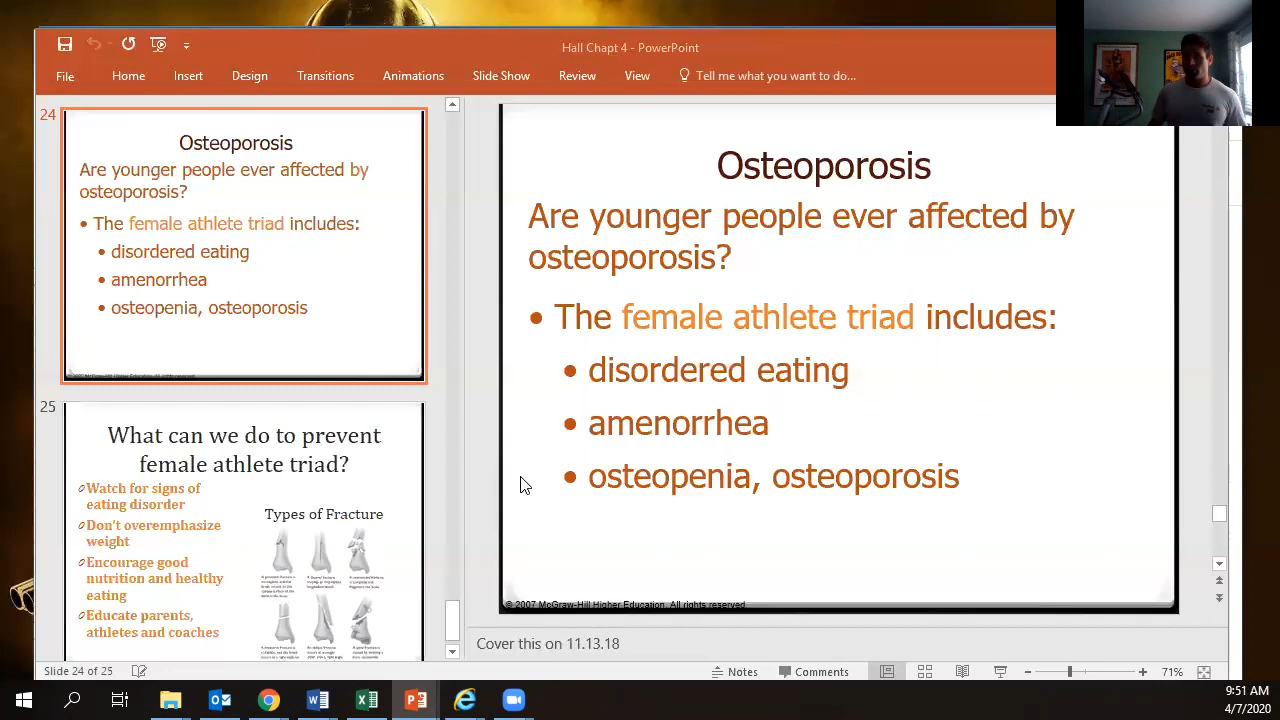 Hall Chapt 4 - PowerPoint
File Home Insert Design Transitions Animations Slide Show Review View Tell me what you want to do...
24
Osteoporosis
Are younger people ever affected by
osteoporosis?
• The female athlete triad includes:
• disordered eating
• amenorrhea
• osteopenia, osteoporosis
25
What can we do to prevent
female athlete triad?
Watch for signs of
eating disorder
Don't overemphasize
weight
Encourage good
nutrition and healthy
eating
Educate parents,
athletes and coaches
Types of Fracture
Osteoporosis
Are younger people ever affected by
osteoporosis?
• The female athlete triad includes:
• disordered eating
• amenorrhea
• osteopenia, osteoporosis
© 2007 McGraw-Hill Higher Education. All rights reserved.
Cover this on 11.13.18
Slide 24 of 25 Notes Comments 71%
9:51 AM
4/7/2020